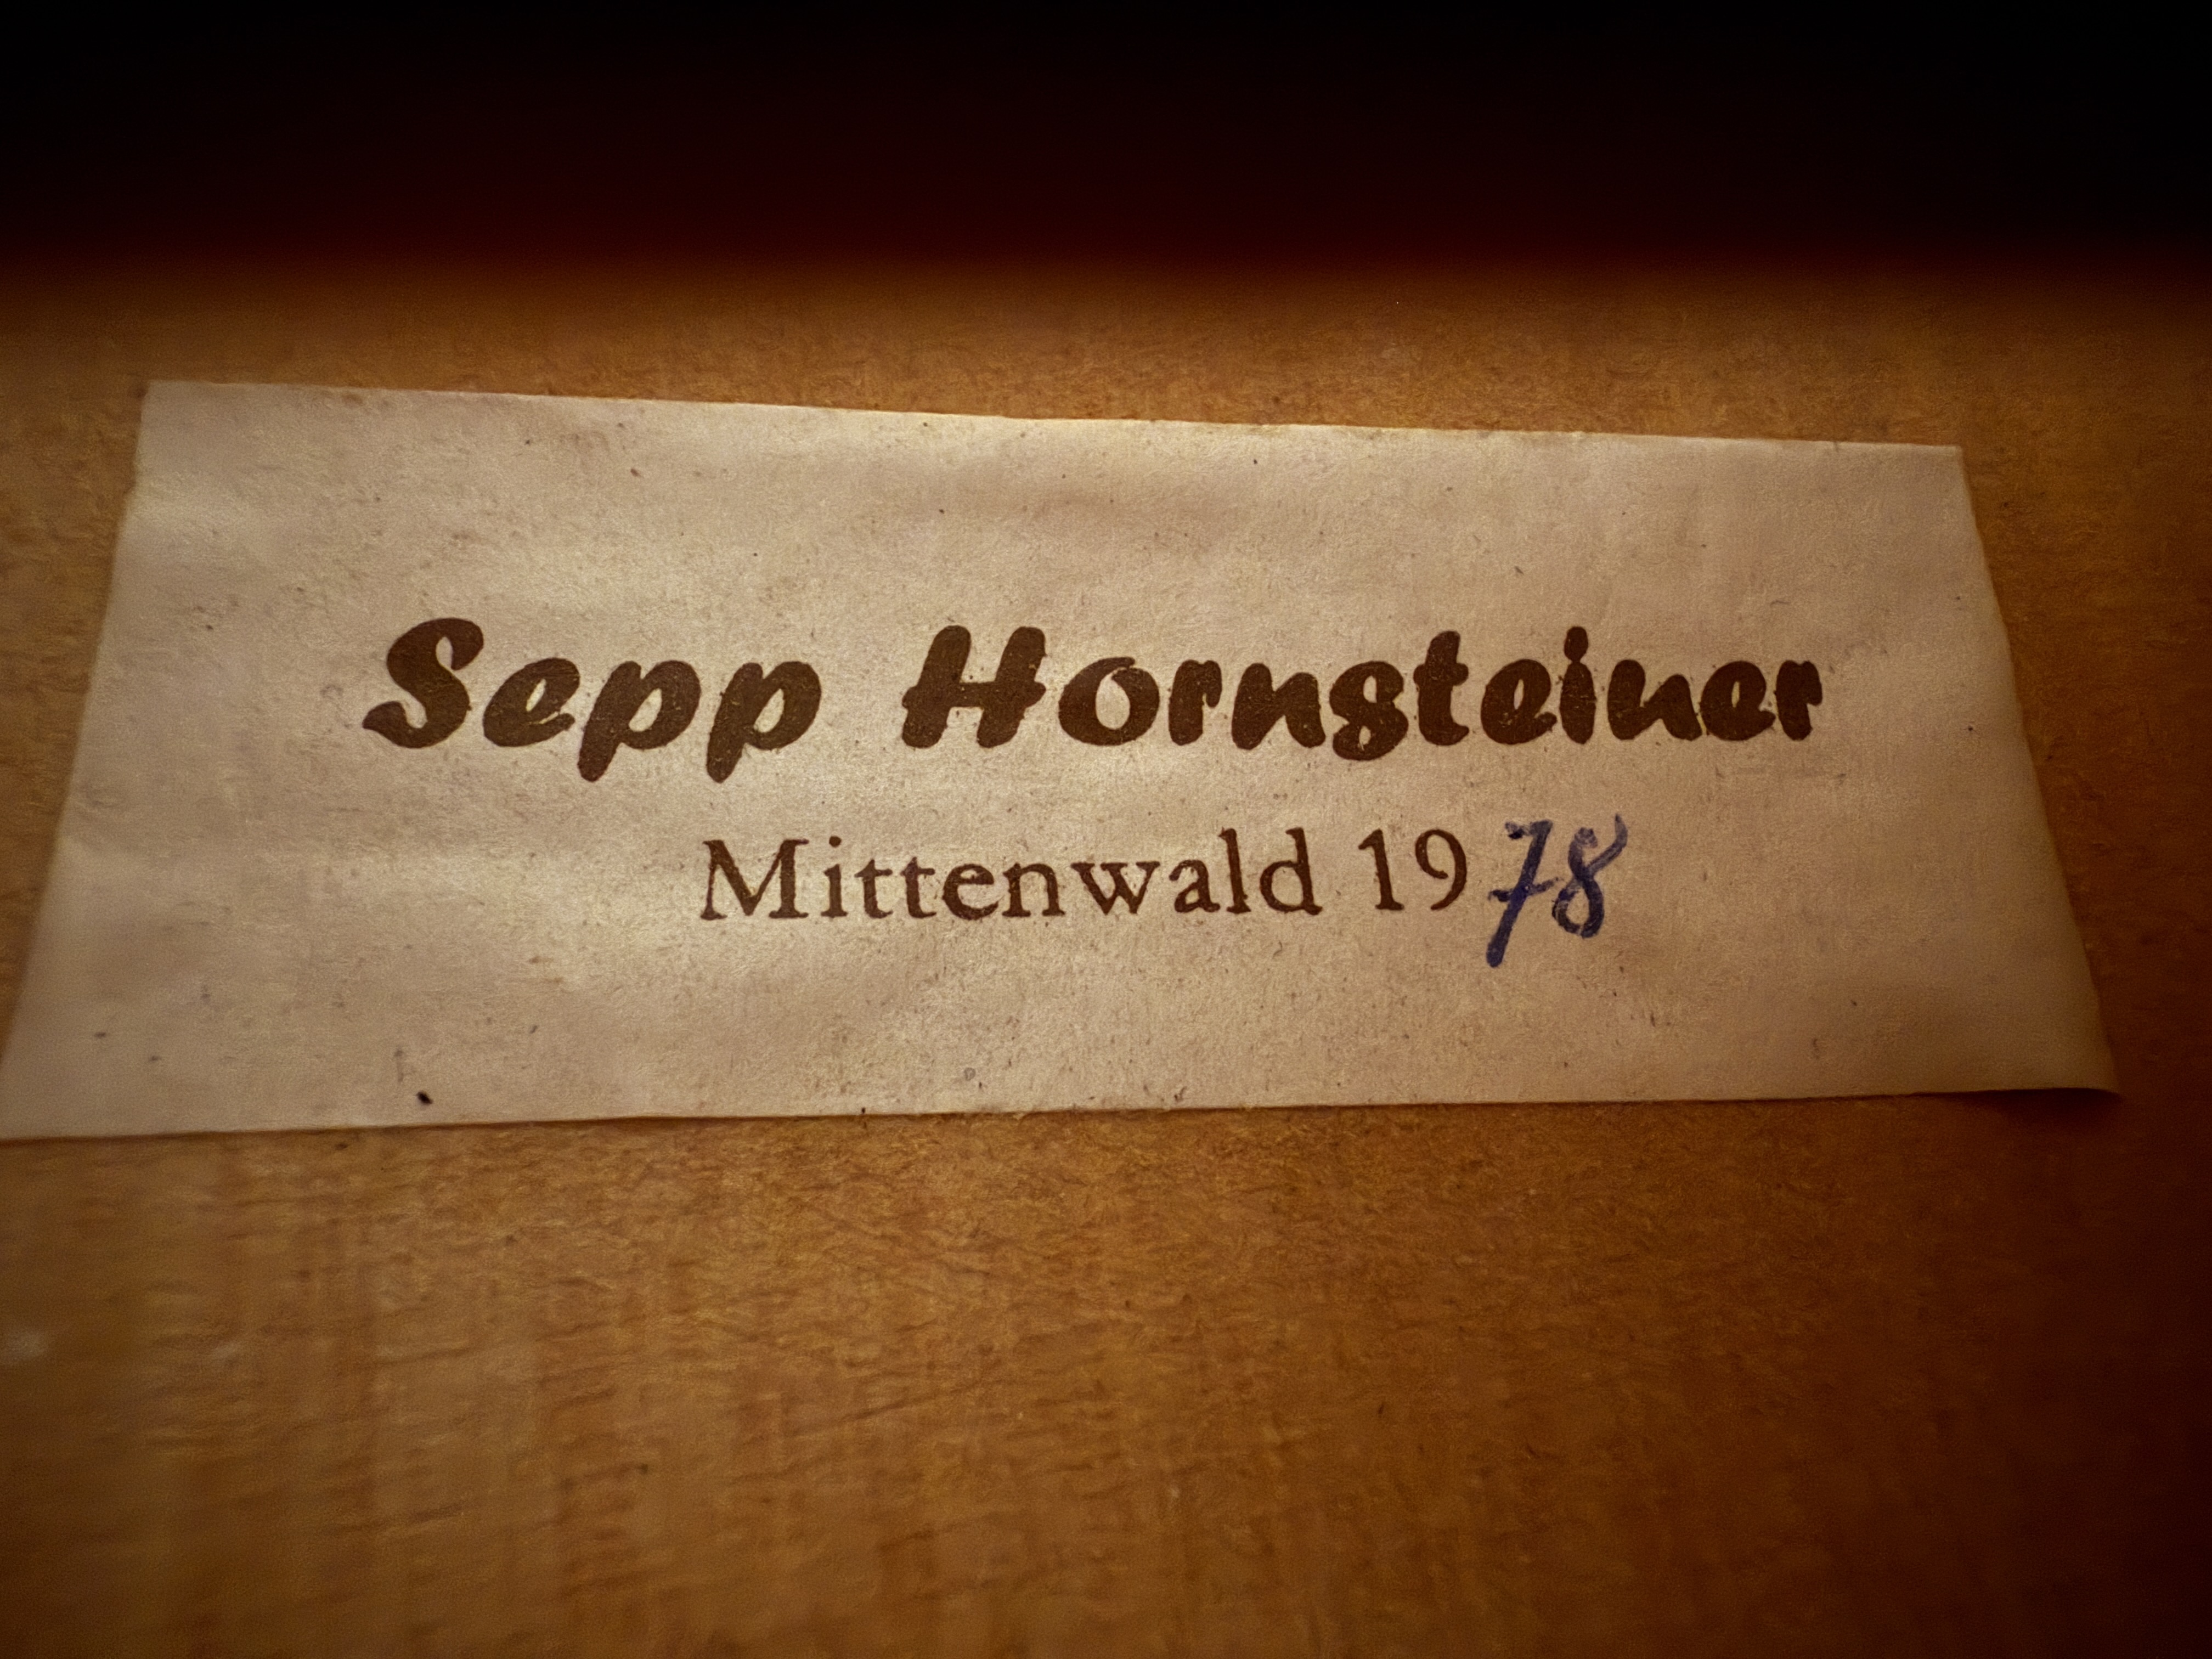 Sepp Hornsteiner
Mittenwald 1978